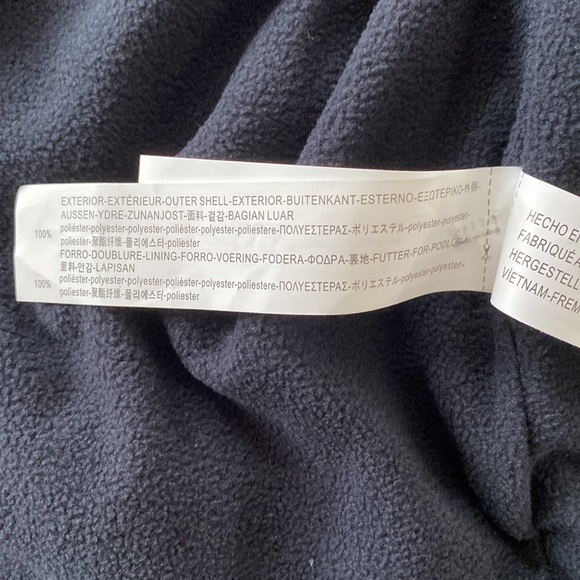 EXTERIOR-EXTÉRIEUR-OUTER SHELL-EXTERIOR-BUITENKANT-ESTERNO-ΕΞΩΤΕΡΙΚΟ-外側-
AUSSEN-YDRE-ZUNANJOST-面料-겉감-BAGIAN LUAR
100% poliéster-polyester-polyester-poliéster-polyester-poliestere-ΠΟΛΥΕΣΤΕΡΑΣ-ポリエステル-polyester-polyester-
poliester-聚酯纤维-폴리에스터-poliester
FORRO-DOUBLURE-LINING-FORRO-VOERING-FODERA-ΦΟΔΡΑ-裏地-FUTTER-FOR-PODLOGA-
里料-안감-LAPISAN
100% poliéster-polyester-polyester-poliéster-polyester-poliestere-ΠΟΛΥΕΣΤΕΡΑΣ-ポリエステル-polyester-polyester-
poliester-聚酯纤维-폴리에스터-poliester
HECHO E
FABRIQUÉ
HERGESTELL
VIETNAM-FREM